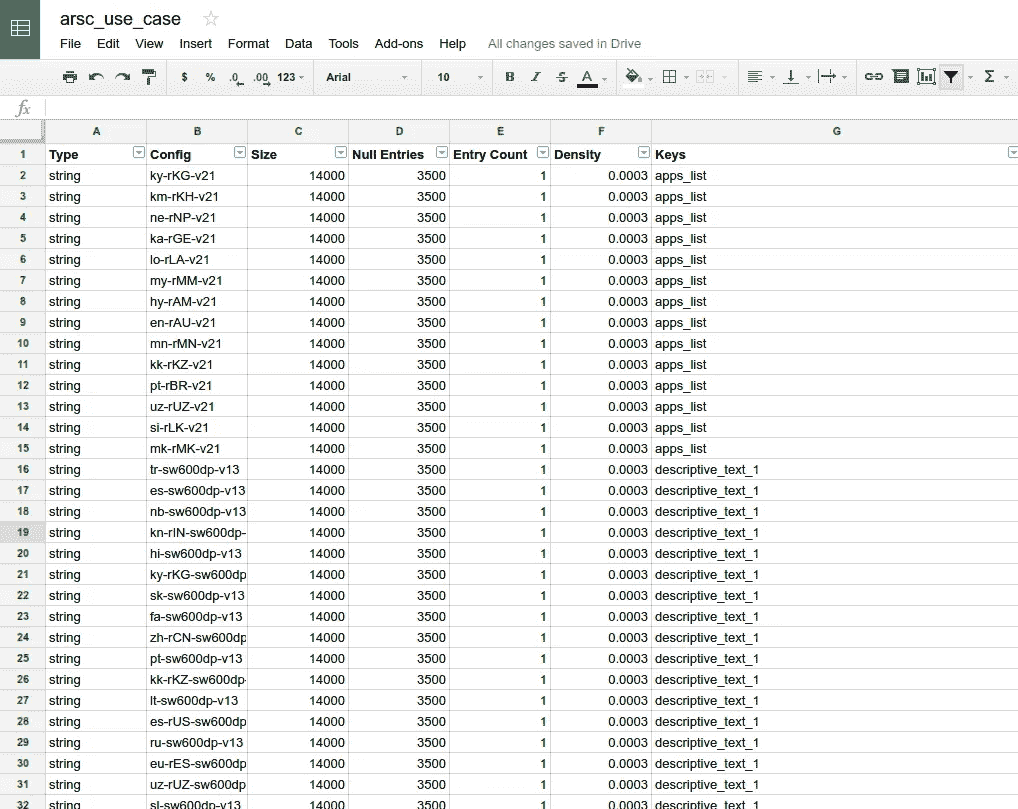 arsc_use_case
File Edit View Insert Format Data Tools Add-ons Help All changes saved in Drive
$ % .0 .00 123 Arial 10 B I S A Σ
fx
A B C D E F G
1 Type Config Size Null Entries Entry Count Density Keys
2 string ky-rKG-v21 14000 3500 1 0.0003 apps_list
3 string km-rKH-v21 14000 3500 1 0.0003 apps_list
4 string ne-rNP-v21 14000 3500 1 0.0003 apps_list
5 string ka-rGE-v21 14000 3500 1 0.0003 apps_list
6 string lo-rLA-v21 14000 3500 1 0.0003 apps_list
7 string my-rMM-v21 14000 3500 1 0.0003 apps_list
8 string hy-rAM-v21 14000 3500 1 0.0003 apps_list
9 string en-rAU-v21 14000 3500 1 0.0003 apps_list
10 string mn-rMN-v21 14000 3500 1 0.0003 apps_list
11 string kk-rKZ-v21 14000 3500 1 0.0003 apps_list
12 string pt-rBR-v21 14000 3500 1 0.0003 apps_list
13 string uz-rUZ-v21 14000 3500 1 0.0003 apps_list
14 string si-rLK-v21 14000 3500 1 0.0003 apps_list
15 string mk-rMK-v21 14000 3500 1 0.0003 apps_list
16 string tr-sw600dp-v13 14000 3500 1 0.0003 descriptive_text_1
17 string es-sw600dp-v13 14000 3500 1 0.0003 descriptive_text_1
18 string nb-sw600dp-v13 14000 3500 1 0.0003 descriptive_text_1
19 string kn-rIN-sw600dp- 14000 3500 1 0.0003 descriptive_text_1
20 string hi-sw600dp-v13 14000 3500 1 0.0003 descriptive_text_1
21 string ky-rKG-sw600dp 14000 3500 1 0.0003 descriptive_text_1
22 string sk-sw600dp-v13 14000 3500 1 0.0003 descriptive_text_1
23 string fa-sw600dp-v13 14000 3500 1 0.0003 descriptive_text_1
24 string zh-rCN-sw600dp 14000 3500 1 0.0003 descriptive_text_1
25 string pt-sw600dp-v13 14000 3500 1 0.0003 descriptive_text_1
26 string kk-rKZ-sw600dp- 14000 3500 1 0.0003 descriptive_text_1
27 string lt-sw600dp-v13 14000 3500 1 0.0003 descriptive_text_1
28 string es-rUS-sw600dp 14000 3500 1 0.0003 descriptive_text_1
29 string ru-sw600dp-v13 14000 3500 1 0.0003 descriptive_text_1
30 string eu-rES-sw600dp 14000 3500 1 0.0003 descriptive_text_1
31 string uz-rUZ-sw600dp 14000 3500 1 0.0003 descriptive_text_1
32 string sl-sw600dp-v13 14000 3500 1 0.0003 descriptive_text_1